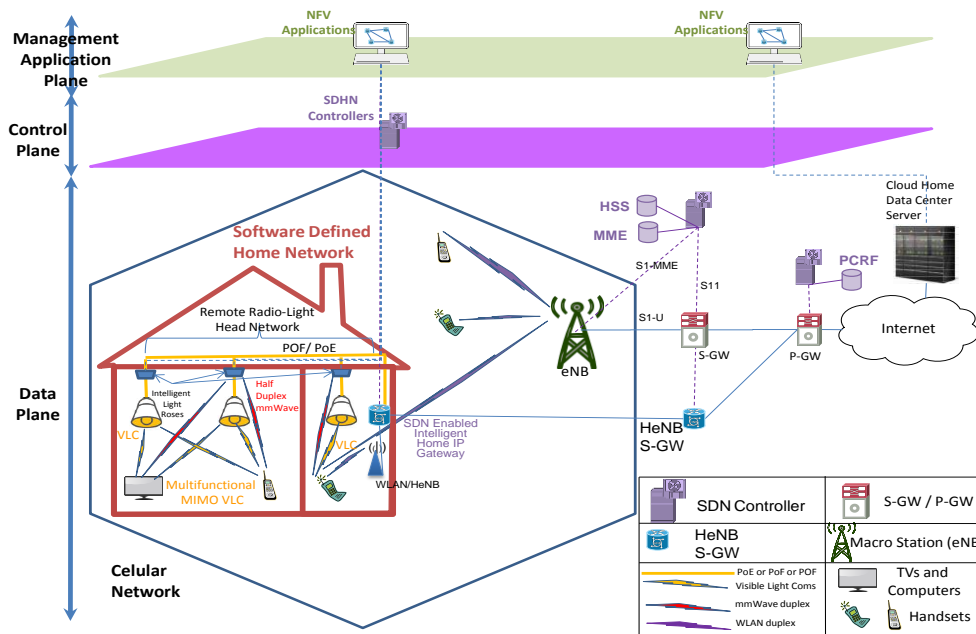 NFV
Applications
NFV
Applications
Management
Application
Plane
SDHN
Controllers
Control
Plane
Cloud Home
Data Center
Server
HSS
MME
PCRF
Software Defined
Home Network
S1-MME
S11
S1-U
Remote Radio-Light
Head Network
POF/ PoE
Internet
eNB
S-GW
P-GW
Intelligent
Light
Roses
Half
Duplex
mmWave
Data
Plane
VLC
VLC
SDN Enabled
Intelligent
Home IP
Gateway
HeNB
S-GW
WLAN/HeNB
Multifunctional
MIMO VLC
Celular
Network
SDN Controller
S-GW / P-GW
HeNB
S-GW
Macro Station (eNB
PoE or PoF or POF
Visible Light Coms
mmWave duplex
WLAN duplex
TVs and
Computers
Handsets